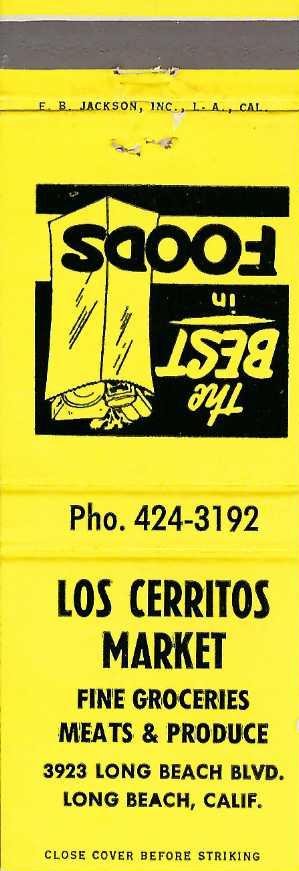 E. B. JACKSON, INC., L. A., CAL.
The
BEST
in
FOODS
Pho. 424-3192
LOS CERRITOS
MARKET
FINE GROCERIES
MEATS & PRODUCE
3923 LONG BEACH BLVD.
LONG BEACH, CALIF.
CLOSE COVER BEFORE STRIKING